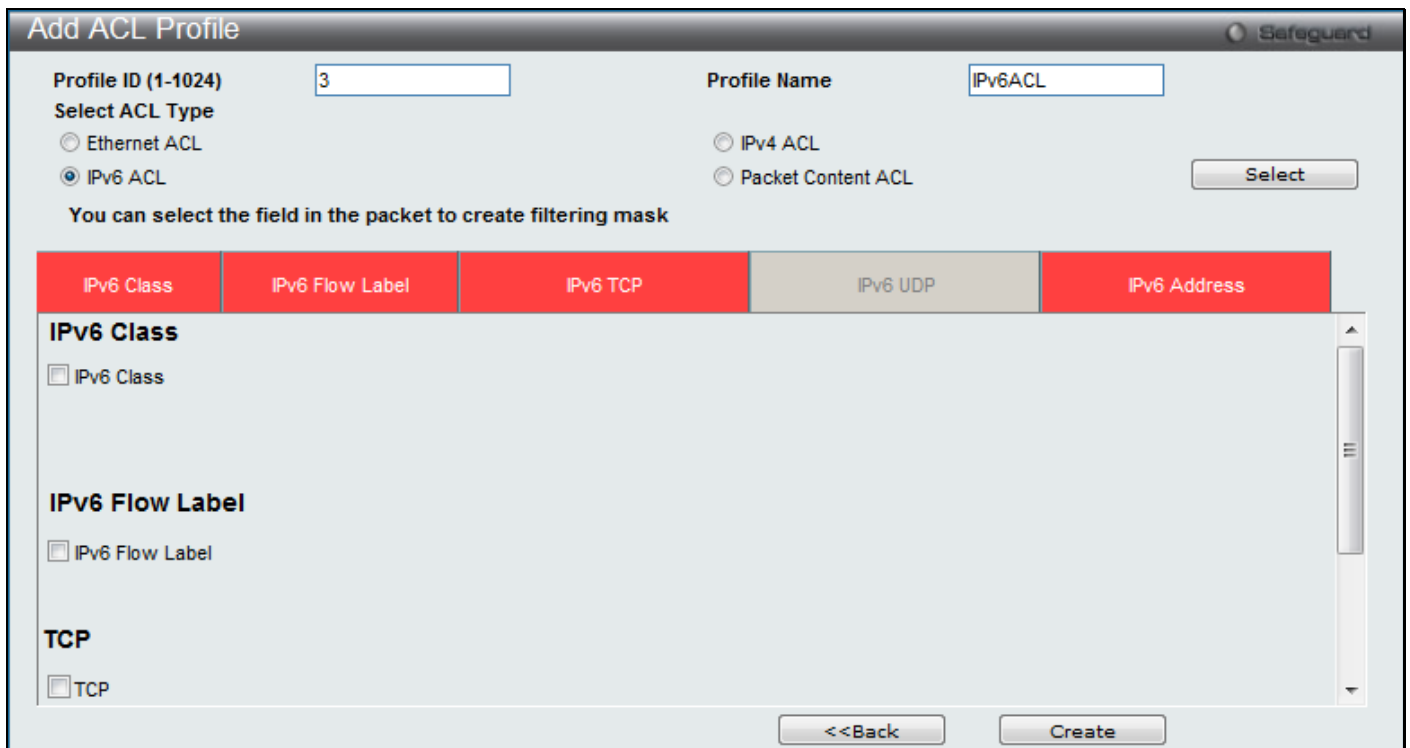 Add ACL Profile
Safeguard
Profile ID (1-1024) 3 Profile Name IPv6ACL
Select ACL Type
Ethernet ACL IPv4 ACL
IPv6 ACL Packet Content ACL Select
You can select the field in the packet to create filtering mask
IPv6 Class IPv6 Flow Label IPv6 TCP IPv6 UDP IPv6 Address
IPv6 Class
IPv6 Class
IPv6 Flow Label
IPv6 Flow Label
TCP
TCP
<<Back Create